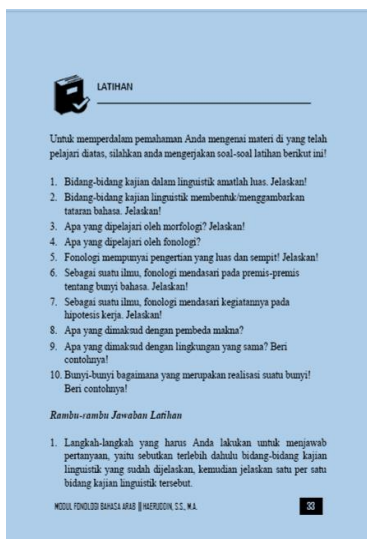 LATIHAN
Untuk memperdalam pemahaman Anda mengenai materi di yang telah
pelajari diatas, silahkan anda mengerjakan soal-soal latihan berikut ini!
1. Bidang-bidang kajian dalam linguistik amatlah luas. Jelaskan!
2. Bidang-bidang kajian linguistik membentuk/menggambarkan
tataran bahasa. Jelaskan!
3. Apa yang dipelajari oleh morfologi? Jelaskan!
4. Apa yang dipelajari oleh fonologi?
5. Fonologi mempunyai pengertian yang luas dan sempit! Jelaskan!
6. Sebagai suatu ilmu, fonologi mendasari pada premis-premis
tentang bunyi bahasa. Jelaskan!
7. Sebagai suatu ilmu, fonologi mendasari kegiatannya pada
hipotesis kerja. Jelaskan!
8. Apa yang dimaksud dengan pembeda makna?
9. Apa yang dimaksud dengan lingkungan yang sama? Beri
contohnya!
10. Bunyi-bunyi bagaimana yang merupakan realisasi suatu bunyi!
Beri contohnya!
Rambu-rambu Jawaban Latihan
1. Langkah-langkah yang harus Anda lakukan untuk menjawab
pertanyaan, yaitu sebutkan terlebih dahulu bidang-bidang kajian
linguistik yang sudah dijelaskan, kemudian jelaskan satu per satu
bidang kajian linguistik tersebut.
MODUL FONOLOGI BAHASA ARAB || HAERUDDIN, S.S., M.A. 33